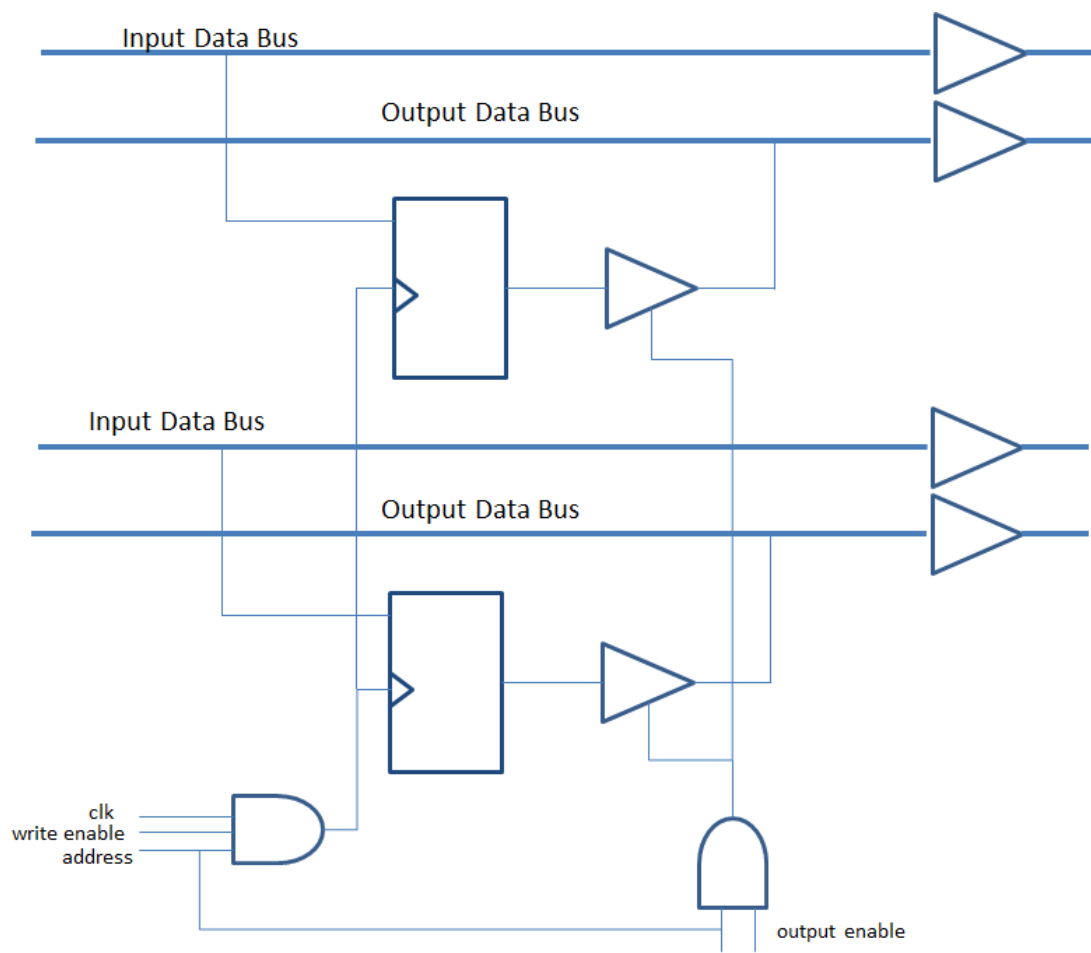 Input Data Bus
Output Data Bus
Input Data Bus
Output Data Bus
clk
write enable
address
output enable